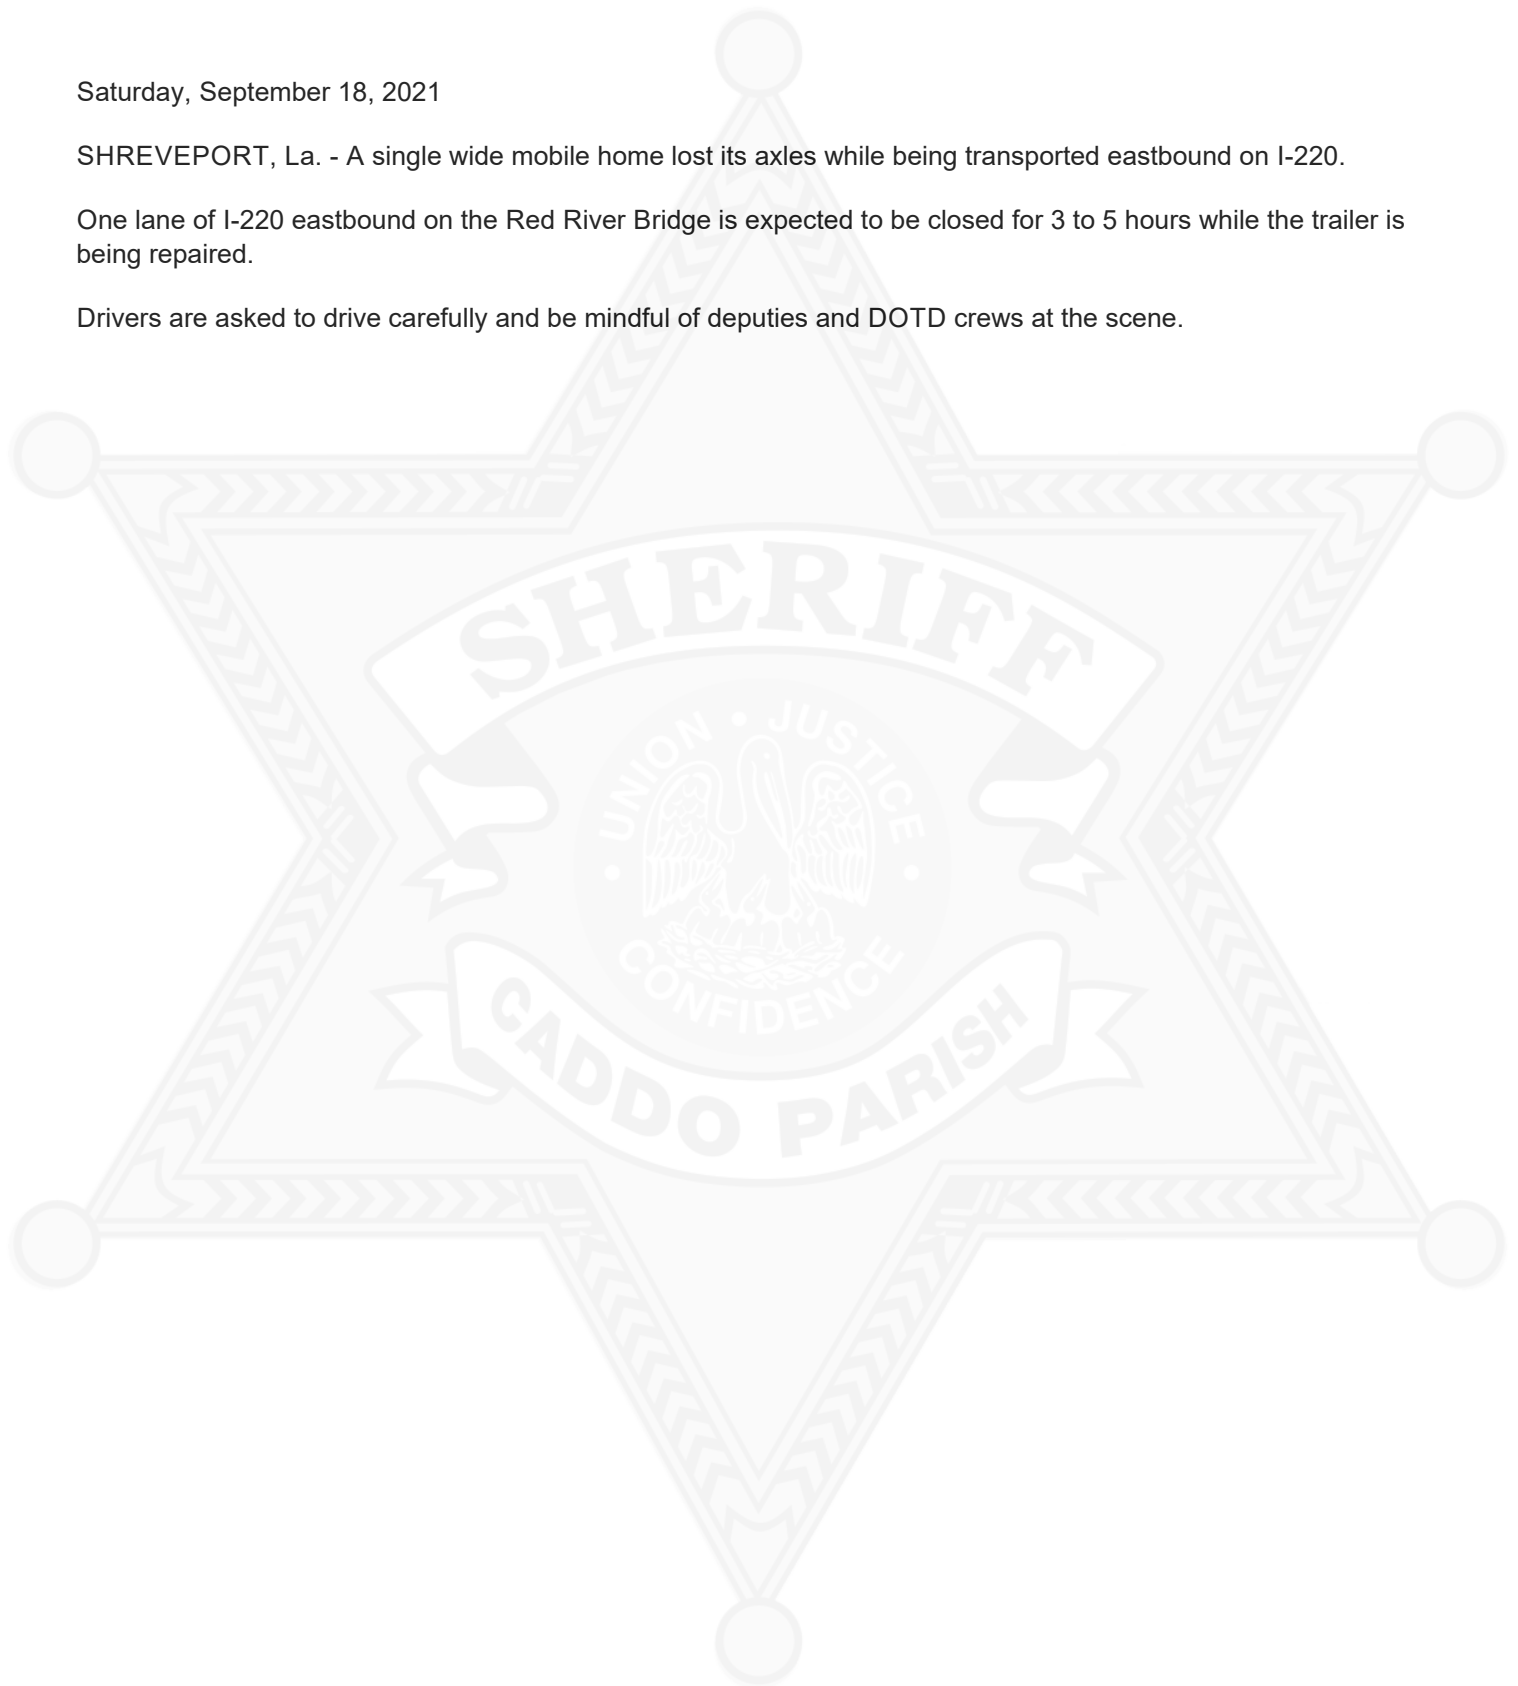 Saturday, September 18, 2021
SHREVEPORT, La. - A single wide mobile home lost its axles while being transported eastbound on I-220.
One lane of I-220 eastbound on the Red River Bridge is expected to be closed for 3 to 5 hours while the trailer is
being repaired.
Drivers are asked to drive carefully and be mindful of deputies and DOTD crews at the scene.
SHERIFF
UNION • JUSTICE
• CONFIDENCE •
CADDO PARISH